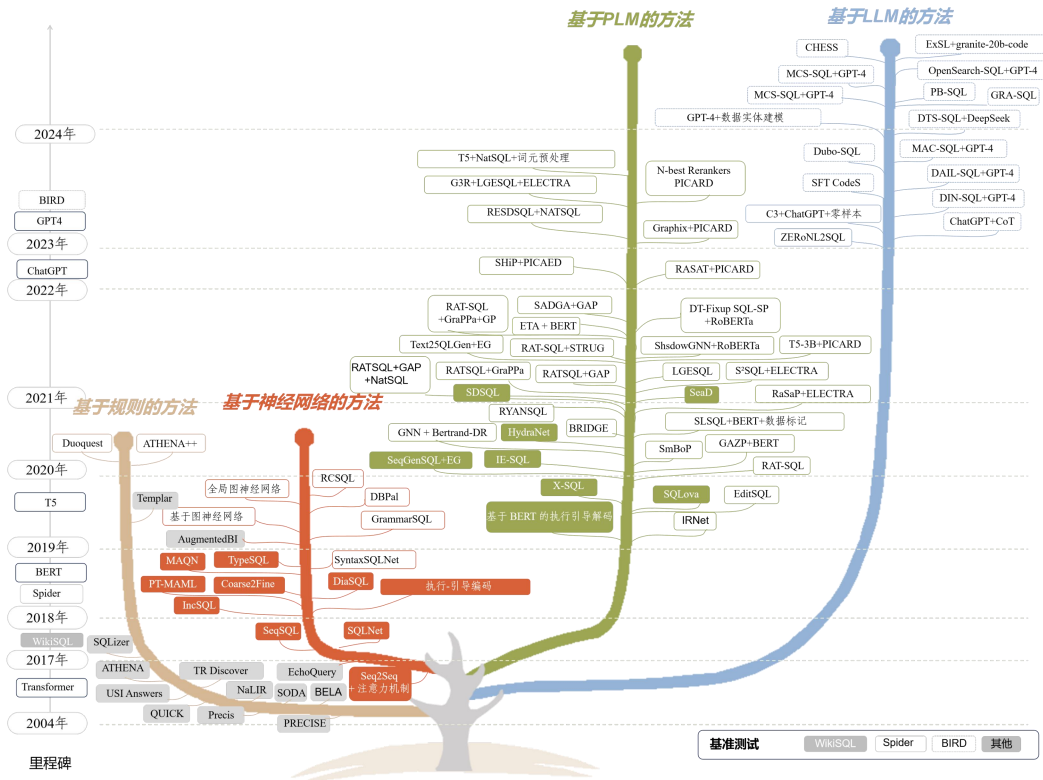 基于PLM的方法
基于LLM的方法
CHESS
ExSL+granite-20b-code
MCS-SQL+GPT-4
OpenSearch-SQL+GPT-4
MCS-SQL+GPT-4
PB-SQL
GRA-SQL
GPT-4+数据实体建模
DTS-SQL+DeepSeek
2024年
T5+NatSQL+词元预处理
Dubo-SQL
MAC-SQL+GPT-4
N-best Rerankers
PICARD
G3R+LGESQL+ELECTRA
SFT CodeS
DAIL-SQL+GPT-4
BIRD
DIN-SQL+GPT-4
GPT4
RESDSQL+NATSQL
C3+ChatGPT+零样本
ChatGPT+CoT
Graphix+PICARD
ZERoNL2SQL
2023年
ChatGPT
SHiP+PICAED
RASAT+PICARD
2022年
RAT-SQL
+GraPPa+GP
SADGA+GAP
DT-Fixup SQL-SP
+RoBERTa
ETA + BERT
Text25QLGen+EG
RAT-SQL+STRUG
ShsdowGNN+RoBERTa
T5-3B+PICARD
RATSQL+GAP
+NatSQL
RATSQL+GraPPa
RATSQL+GAP
LGESQL
S²SQL+ELECTRA
2021年
SDSQL
SeaD
RaSaP+ELECTRA
基于规则的方法
基于神经网络的方法
RYANSQL
SLSQL+BERT+数据标记
Duoquest
ATHENA++
GNN + Bertrand-DR
HydraNet
BRIDGE
SmBoP
GAZP+BERT
SeqGenSQL+EG
IE-SQL
RAT-SQL
2020年
RCSQL
全局图神经网络
X-SQL
T5
Templar
DBPal
SQLova
EditSQL
基于图神经网络
GrammarSQL
基于 BERT 的执行引导解码
IRNet
AugmentedBI
2019年
MAQN
TypeSQL
SyntaxSQLNet
BERT
PT-MAML
Coarse2Fine
DiaSQL
执行-引导编码
Spider
IncSQL
2018年
SeqSQL
SQLNet
WikiSQL
SQLizer
2017年
ATHENA
TR Discover
EchoQuery
Seq2Seq
+ 注意力机制
Transformer
USI Answers
NaLIR
SODA
BELA
QUICK
Precis
PRECISE
2004年
里程碑
基准测试
WikiSQL
Spider
BIRD
其他